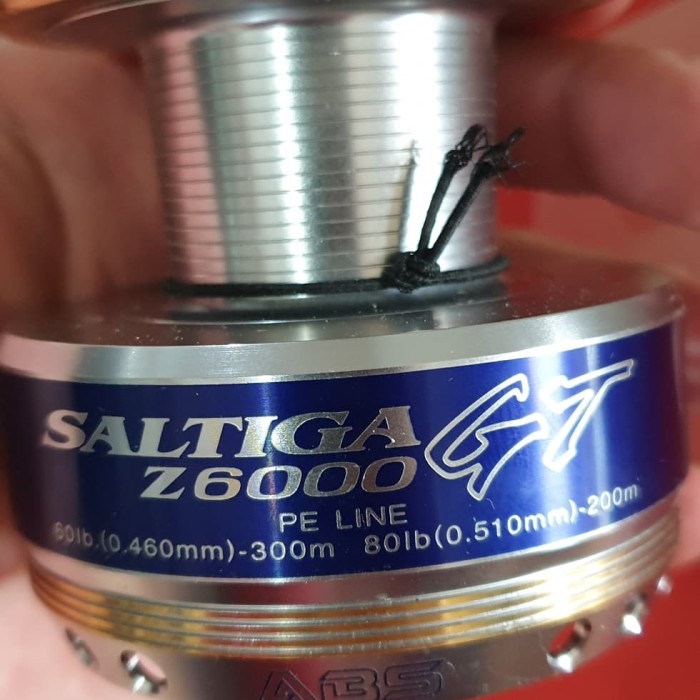 SALTIGA GT
Z6000
PE LINE
60lb.(0.460mm)-300m 80lb(0.510mm)-200m
ABS